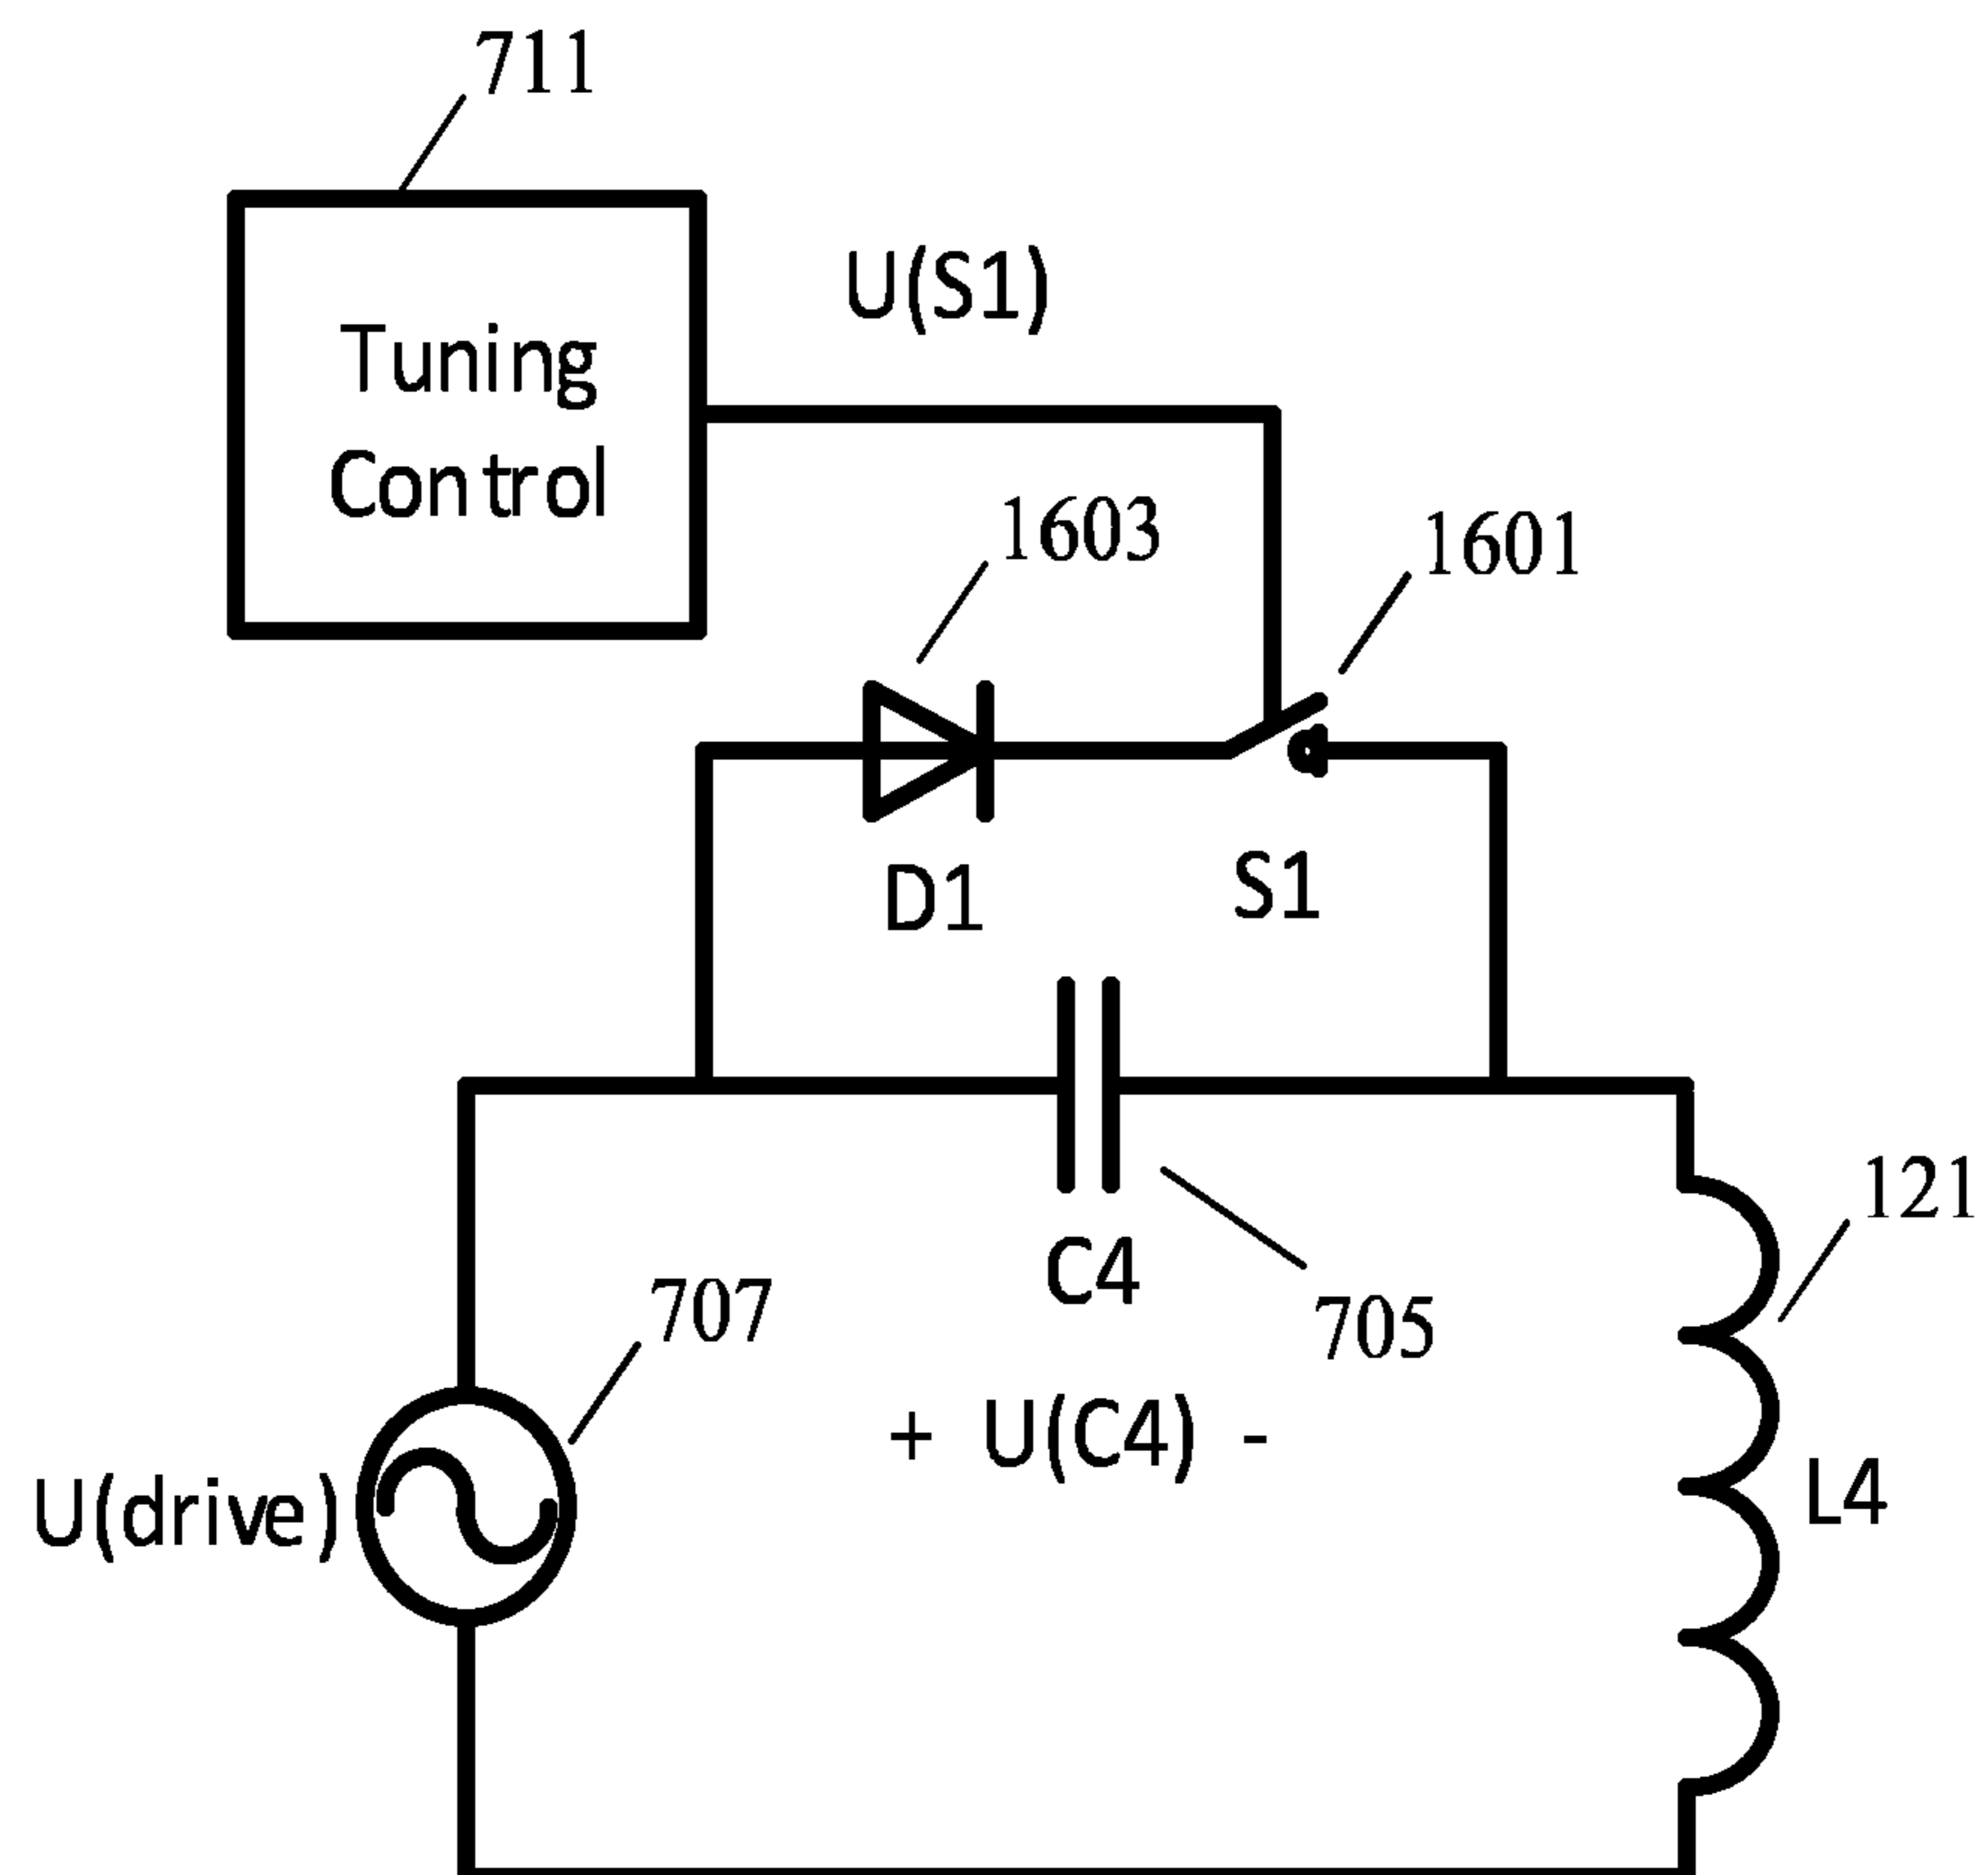 711
U(S1)
Tuning
Control
1603
1601
D1
S1
C4
705
121
707
+ U(C4) -
U(drive)
L4